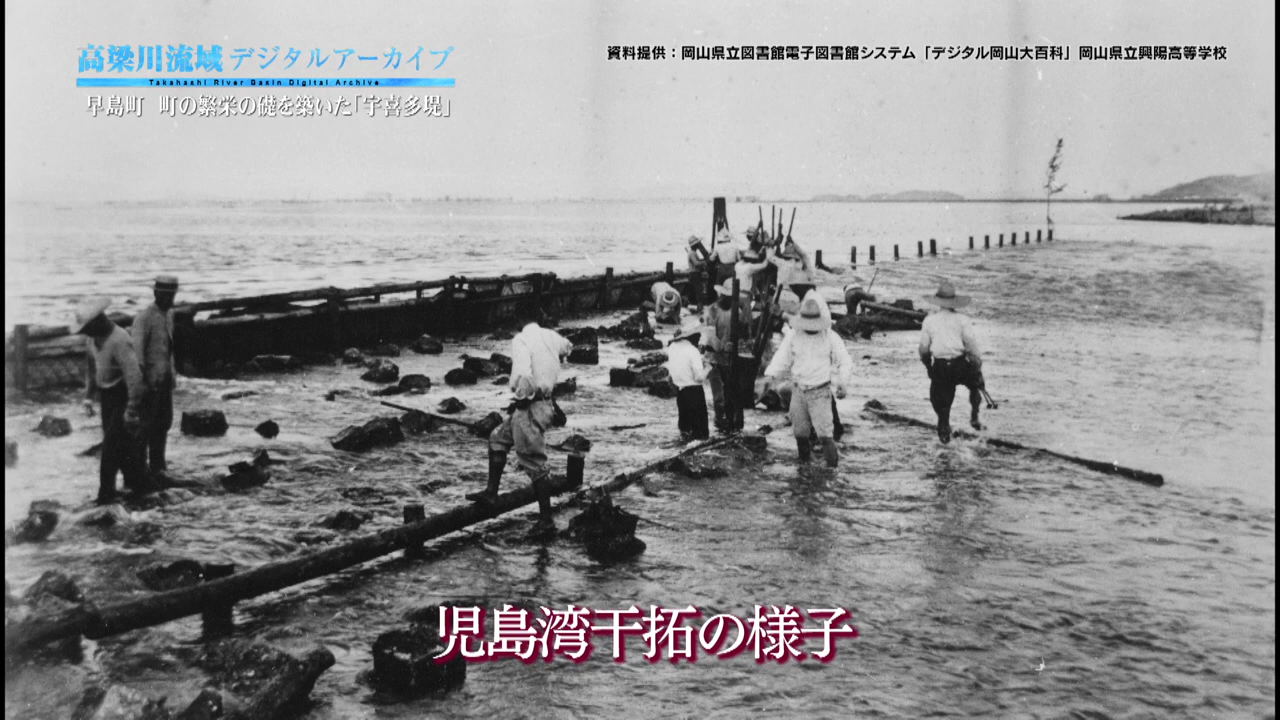 高梁川流域 デジタルアーカイブ
Takahashi River Basin Digital Archive
早島町 町の繁栄の礎を築いた「宇喜多堤」
資料提供：岡山県立図書館電子図書館システム「デジタル岡山大百科」岡山県立興陽高等学校
児島湾干拓の様子